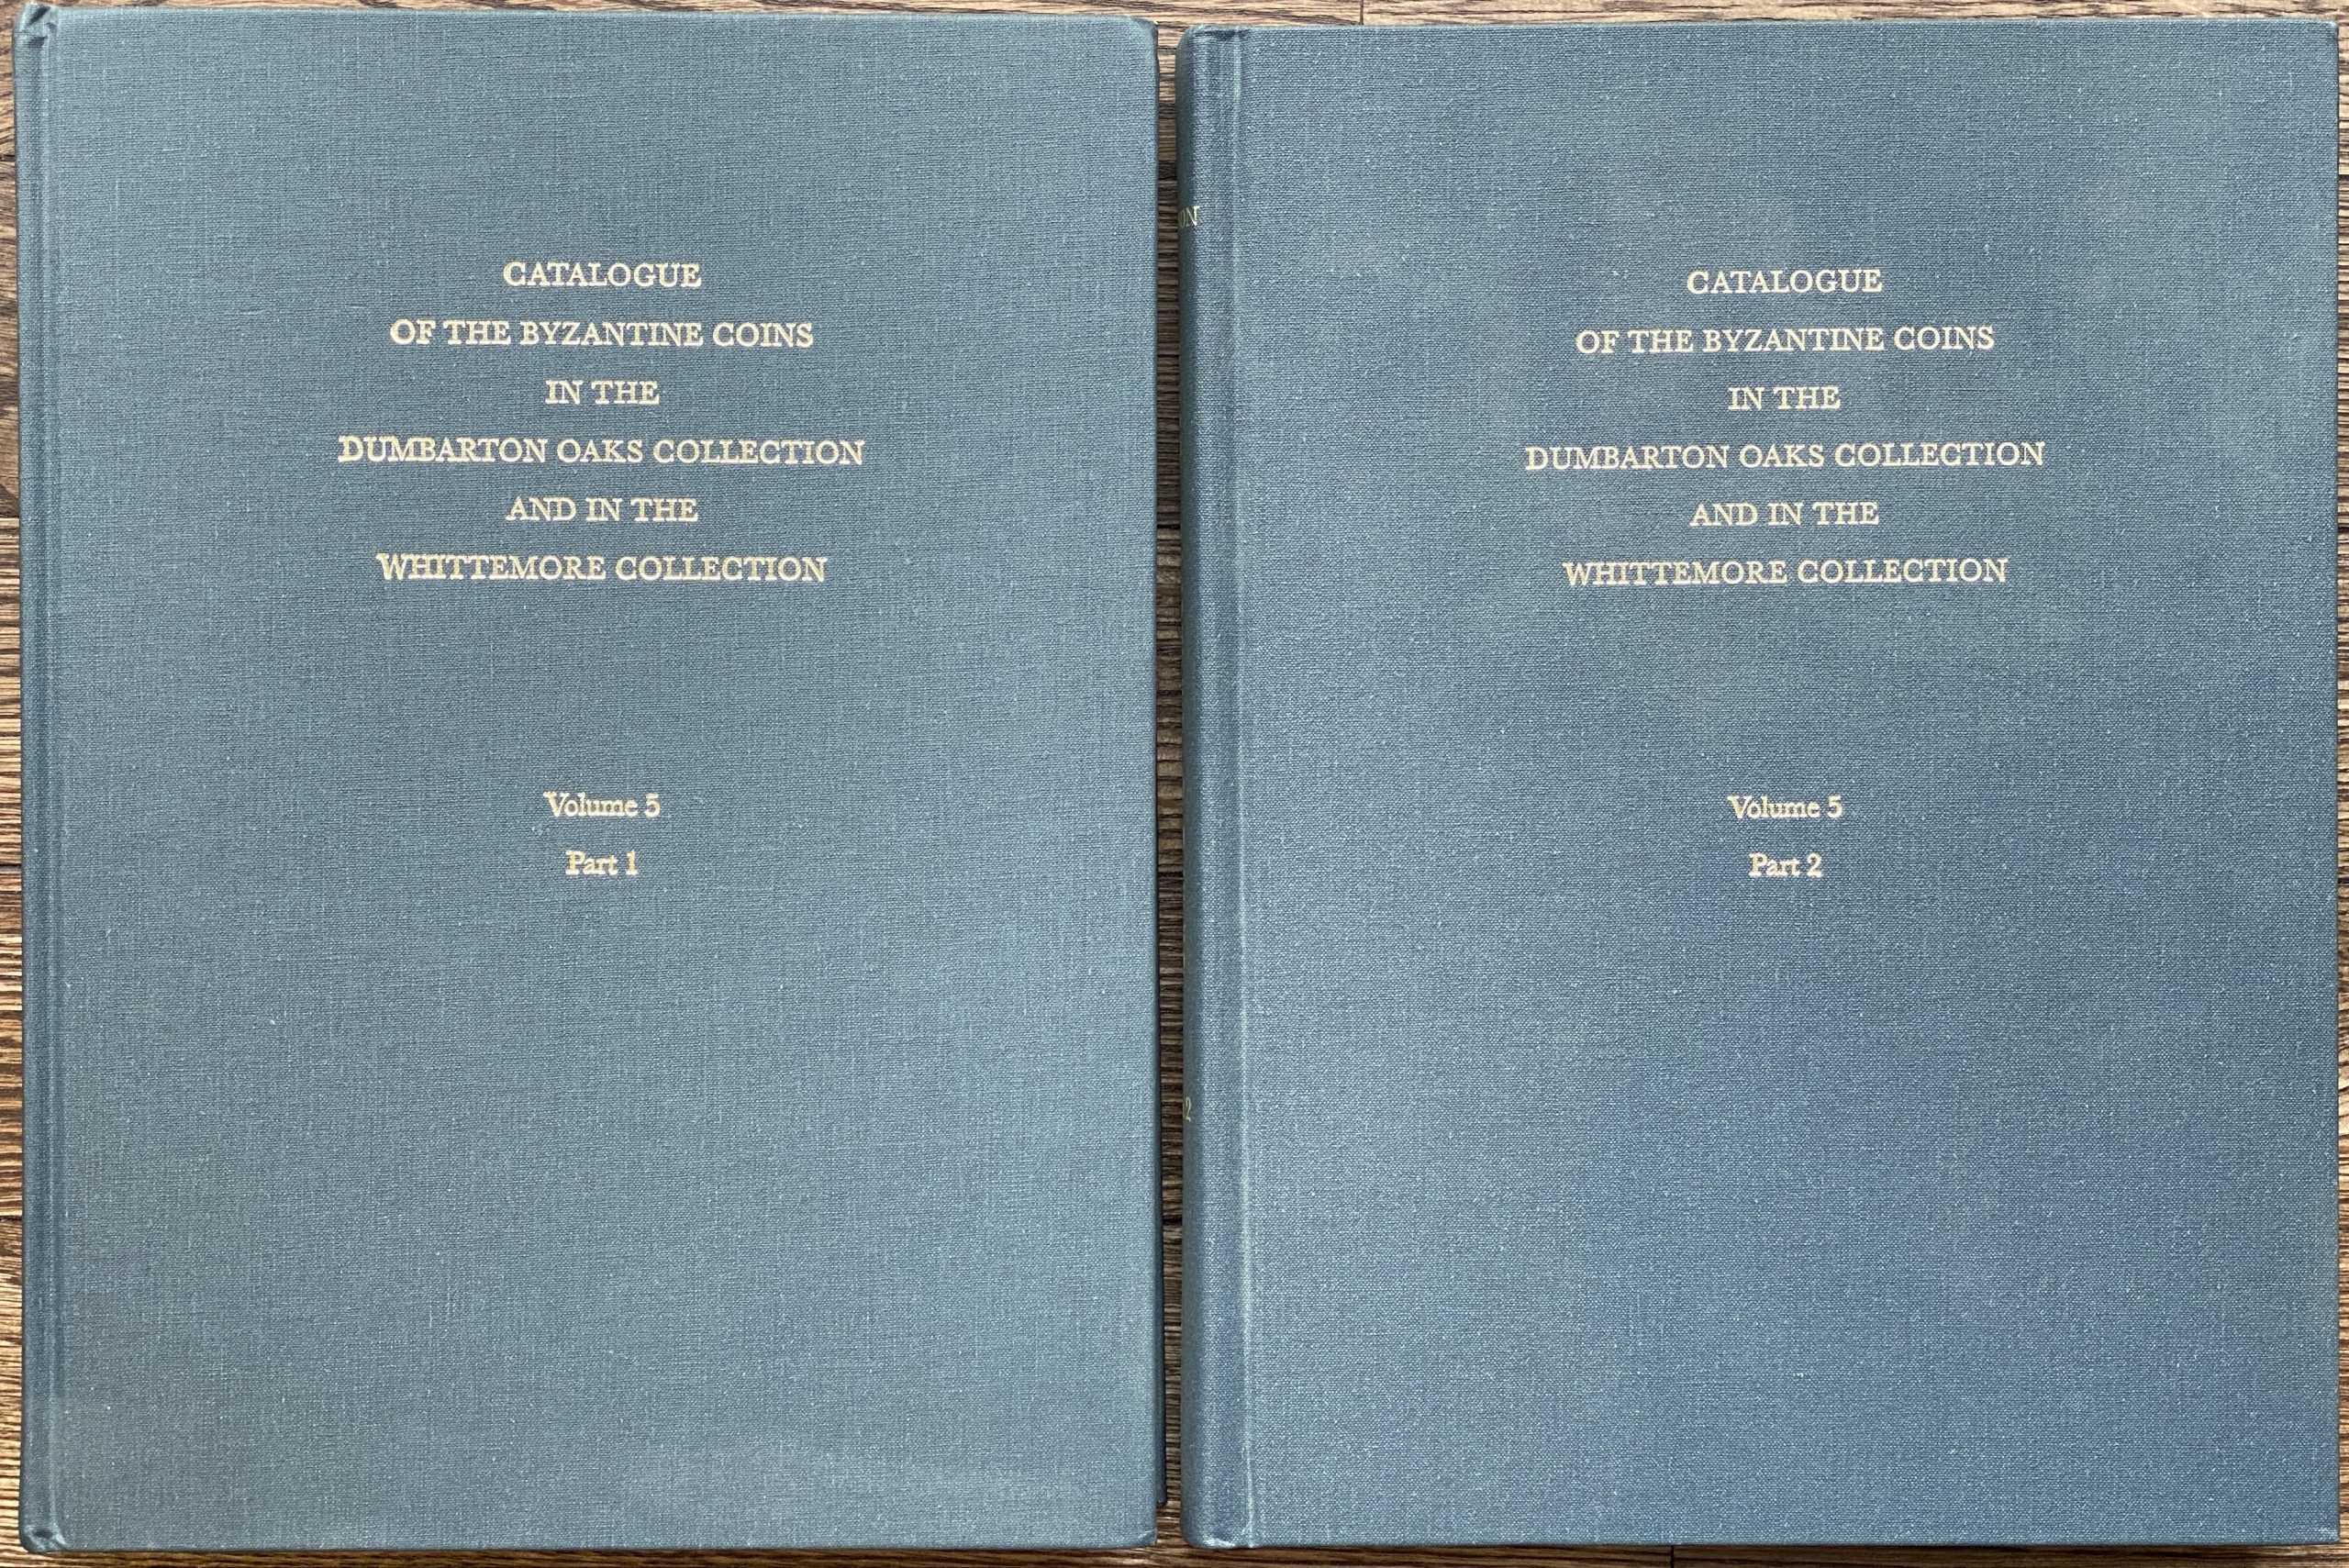 CATALOGUE
OF THE BYZANTINE COINS
IN THE
DUMBARTON OAKS COLLECTION
AND IN THE
WHITTEMORE COLLECTION
Volume 5
Part 1
CATALOGUE
OF THE BYZANTINE COINS
IN THE
DUMBARTON OAKS COLLECTION
AND IN THE
WHITTEMORE COLLECTION
Volume 5
Part 2